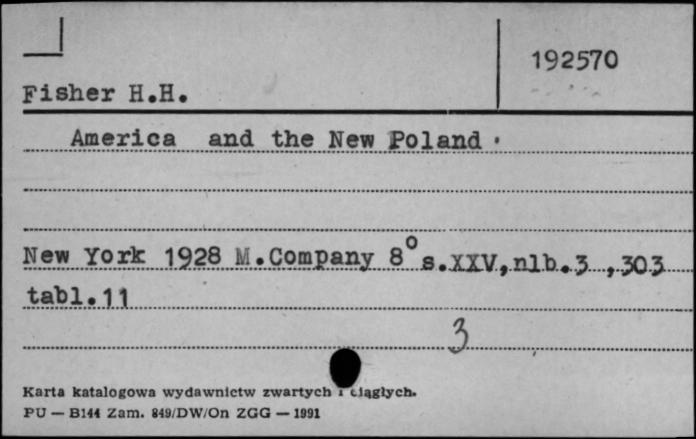 192570
Fisher H.H.
America and the New Poland.
New York 1928 M.Company 8° s.XXV,nlb.3 ,303
tabl.11
3
Karta katalogowa wydawnictw zwartych i ciągłych.
PU — B144 Zam. 849/DW/On ZGG — 1991